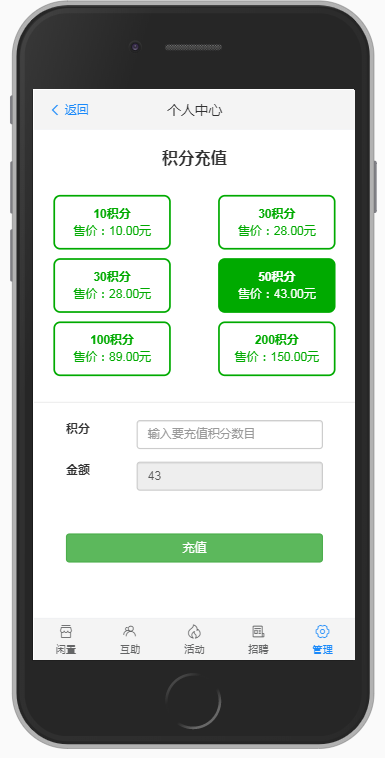 返回
个人中心
积分充值
10积分
售价：10.00元
30积分
售价：28.00元
30积分
售价：28.00元
50积分
售价：43.00元
100积分
售价：89.00元
200积分
售价：150.00元
积分
输入要充值积分数目
金额
43
充值
闲置
互助
活动
招聘
管理